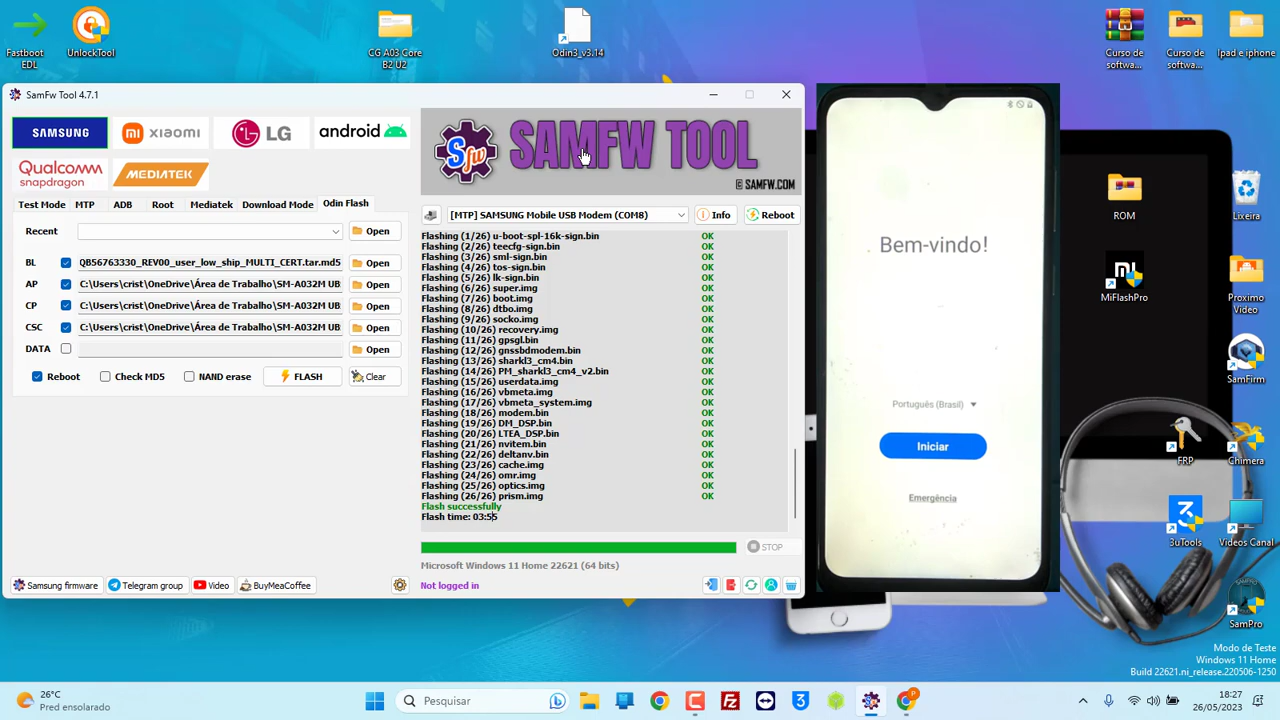 Fastboot
EDL
UnlockTool
CG A03 Core
B2 U2
Odin3_v3.14
Curso de
softwa...
Curso de
softwa...
Ipad e iphone
SamFw Tool 4.7.1
SAMSUNG
mi xiaomi
LG
android
Qualcomm
snapdragon
MEDIATEK
Sfw
SAMFW TOOL
© SAMFW.COM
Test Mode
MTP
ADB
Root
Mediatek
Download Mode
Odin Flash
[MTP] SAMSUNG Mobile USB Modem (COM8)
Info
Reboot
Recent
Open
BL
QB56763330_REV00_user_low_ship_MULTI_CERT.tar.md5
Open
AP
C:\Users\crist\OneDrive\Área de Trabalho\SM-A032M UB
Open
CP
C:\Users\crist\OneDrive\Área de Trabalho\SM-A032M UB
Open
CSC
C:\Users\crist\OneDrive\Área de Trabalho\SM-A032M UB
Open
DATA
Open
Reboot
Check MD5
NAND erase
FLASH
Clear
Flashing (1/26) u-boot-spl-16k-sign.bin OK
Flashing (2/26) teecfg-sign.bin OK
Flashing (3/26) sml-sign.bin OK
Flashing (4/26) tos-sign.bin OK
Flashing (5/26) lk-sign.bin OK
Flashing (6/26) super.img OK
Flashing (7/26) boot.img OK
Flashing (8/26) dtbo.img OK
Flashing (9/26) socko.img OK
Flashing (10/26) recovery.img OK
Flashing (11/26) gpsgl.bin OK
Flashing (12/26) gnssbdmodem.bin OK
Flashing (13/26) sharkl3_cm4.bin OK
Flashing (14/26) PM_sharkl3_cm4_v2.bin OK
Flashing (15/26) userdata.img OK
Flashing (16/26) vbmeta.img OK
Flashing (17/26) vbmeta_system.img OK
Flashing (18/26) modem.bin OK
Flashing (19/26) DM_DSP.bin OK
Flashing (20/26) LTEA_DSP.bin OK
Flashing (21/26) nvitem.bin OK
Flashing (22/26) deltanv.bin OK
Flashing (23/26) cache.img OK
Flashing (24/26) omr.img OK
Flashing (25/26) optics.img OK
Flashing (26/26) prism.img OK
Flash successfully
Flash time: 03:55
STOP
Microsoft Windows 11 Home 22621 (64 bits)
Not logged in
Samsung firmware
Telegram group
Video
BuyMeaCoffee
Bem-vindo!
Português (Brasil)
Iniciar
Emergência
ROM
Lixeira
mi
MiFlashPro
Proximo
Video
SamFirm
FRP
Chimera
3uTools
Videos Canal
SamPro
Modo de Teste
Windows 11 Home
Build 22621.ni_release.220506-1250
26°C
Pred ensolarado
Pesquisar
18:27
26/05/2023